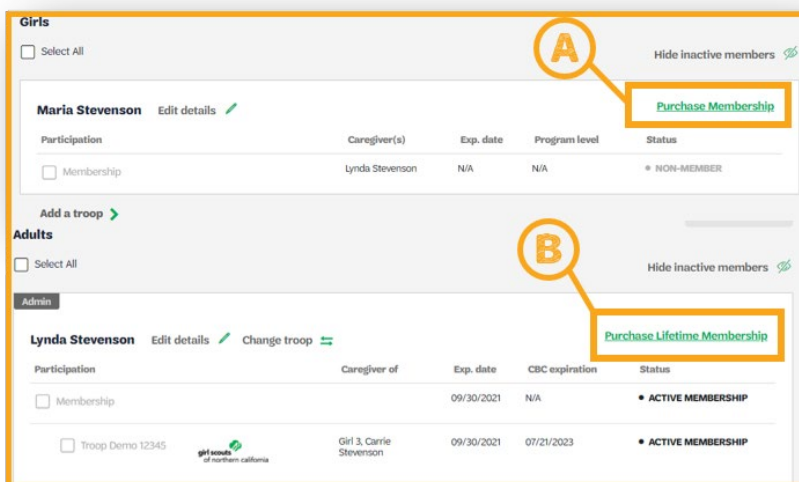 Girls
Select All
A
Hide inactive members
Maria Stevenson Edit details
Purchase Membership
Participation Caregiver(s) Exp. date Program level Status
Membership Lynda Stevenson N/A N/A • NON-MEMBER
Add a troop >
Adults
B
Select All Hide inactive members
Admin
Lynda Stevenson Edit details Change troop Purchase Lifetime Membership
Participation Caregiver of Exp. date CBC expiration Status
Membership 09/30/2021 N/A • ACTIVE MEMBERSHIP
Troop Demo 12345 girl scouts Girl 3, Carrie 09/30/2021 07/21/2023 • ACTIVE MEMBERSHIP
of northern california Stevenson